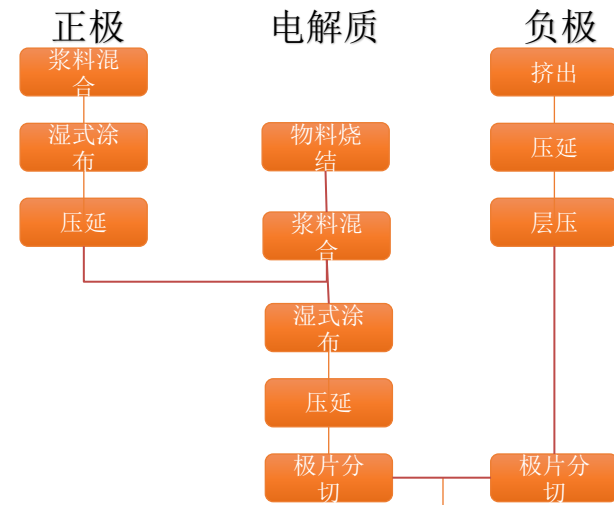 正极
浆料混
合
湿式涂
布
压延
电解质
物料烧
结
浆料混
合
湿式涂
布
压延
极片分
切
负极
挤出
压延
层压
极片分
切